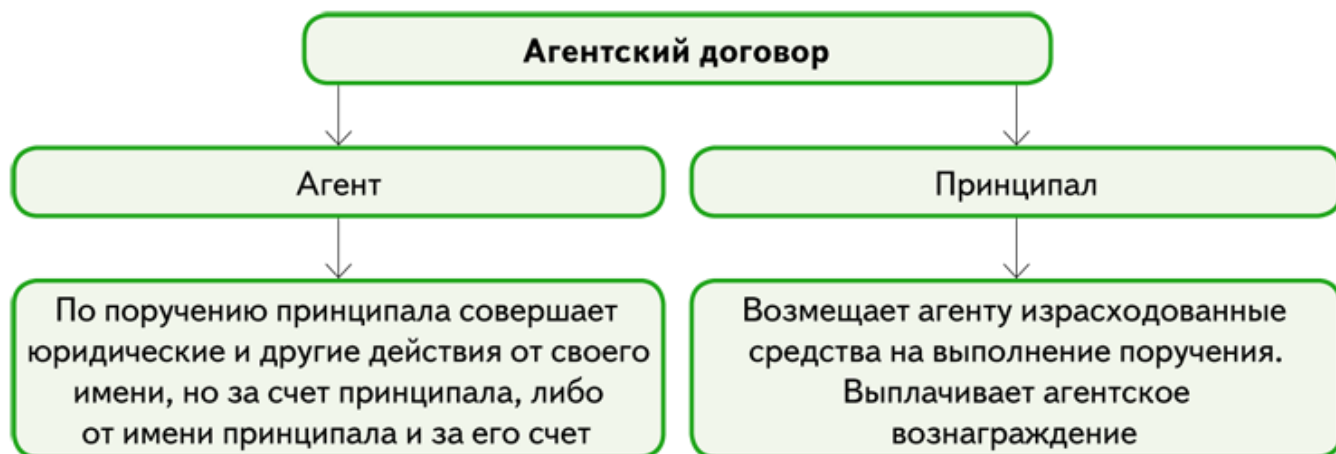 Агентский договор
Агент
Принципал
По поручению принципала совершает
юридические и другие действия от своего
имени, но за счет принципала, либо
от имени принципала и за его счет
Возмещает агенту израсходованные
средства на выполнение поручения.
Выплачивает агентское
вознаграждение